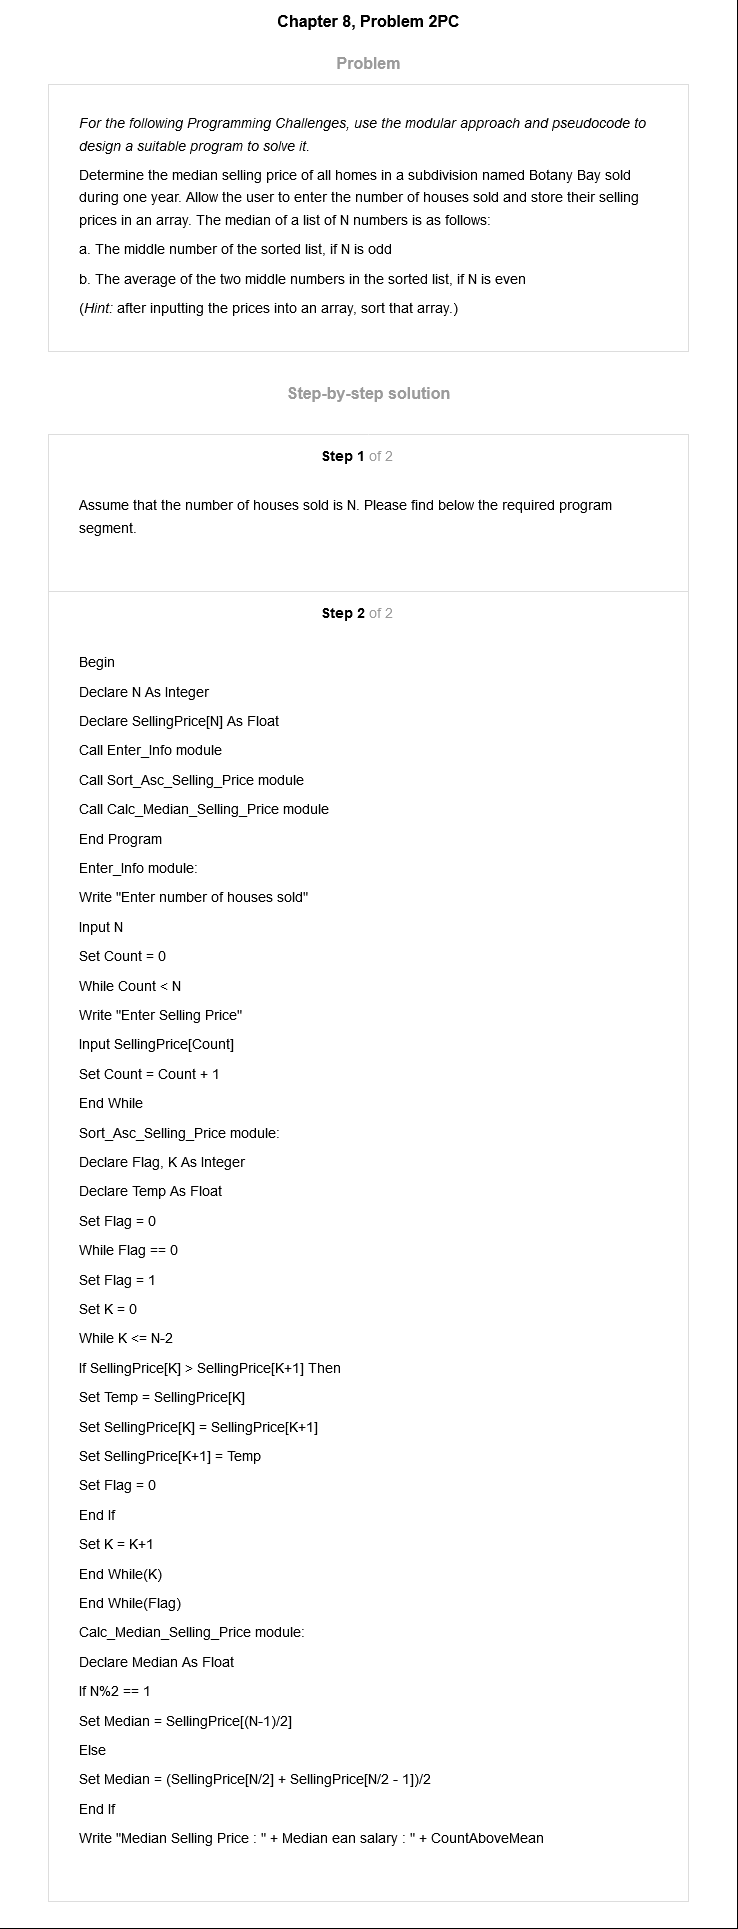 Chapter 8, Problem 2PC
Problem
For the following Programming Challenges, use the modular approach and pseudocode to
design a suitable program to solve it.
Determine the median selling price of all homes in a subdivision named Botany Bay sold
during one year. Allow the user to enter the number of houses sold and store their selling
prices in an array. The median of a list of N numbers is as follows:
a. The middle number of the sorted list, if N is odd
b. The average of the two middle numbers in the sorted list, if N is even
(Hint: after inputting the prices into an array, sort that array.)
Step-by-step solution
Step 1 of 2
Assume that the number of houses sold is N. Please find below the required program
segment.
Step 2 of 2
Begin
Declare N As Integer
Declare SellingPrice[N] As Float
Call Enter_Info module
Call Sort_Asc_Selling_Price module
Call Calc_Median_Selling_Price module
End Program
Enter_Info module:
Write "Enter number of houses sold"
Input N
Set Count = 0
While Count < N
Write "Enter Selling Price"
Input SellingPrice[Count]
Set Count = Count + 1
End While
Sort_Asc_Selling_Price module:
Declare Flag, K As Integer
Declare Temp As Float
Set Flag = 0
While Flag == 0
Set Flag = 1
Set K = 0
While K <= N-2
If SellingPrice[K] > SellingPrice[K+1] Then
Set Temp = SellingPrice[K]
Set SellingPrice[K] = SellingPrice[K+1]
Set SellingPrice[K+1] = Temp
Set Flag = 0
End If
Set K = K+1
End While(K)
End While(Flag)
Calc_Median_Selling_Price module:
Declare Median As Float
If N%2 == 1
Set Median = SellingPrice[(N-1)/2]
Else
Set Median = (SellingPrice[N/2] + SellingPrice[N/2 - 1])/2
End If
Write "Median Selling Price : " + Median ean salary : " + CountAboveMean